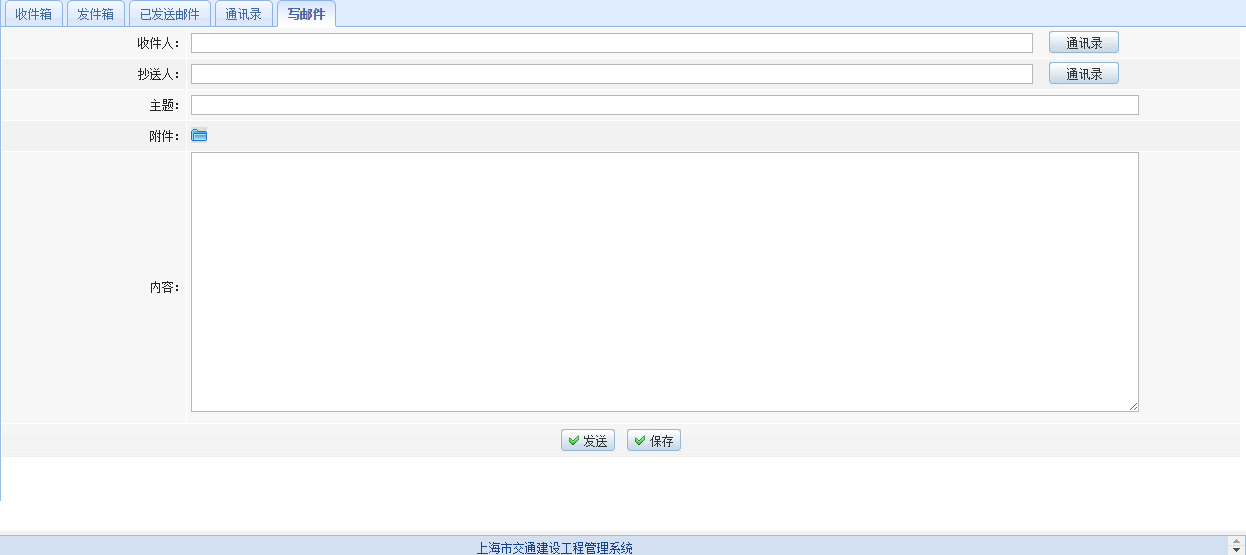 收件箱 发件箱 已发送邮件 通讯录 写邮件
收件人： 通讯录
抄送人： 通讯录
主题：
附件：
内容：
发送 保存
上海市交通建设工程管理系统